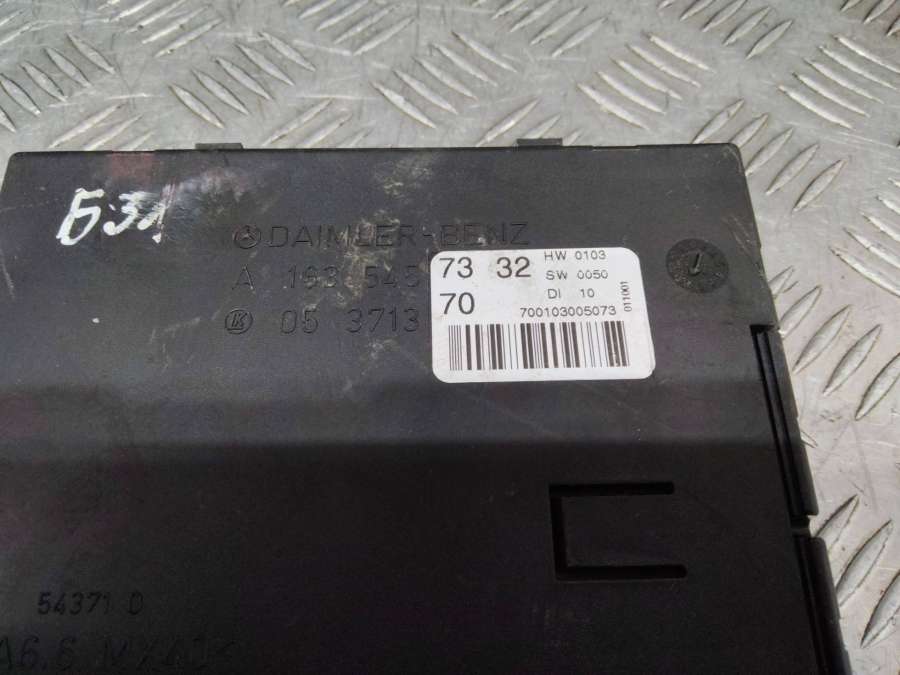 БЗ1
DAIMLER-BENZ
A 163 545 73 32
05 3713 70
HW 0103
SW 0050
DI 10
700103005073
011001
54371 0